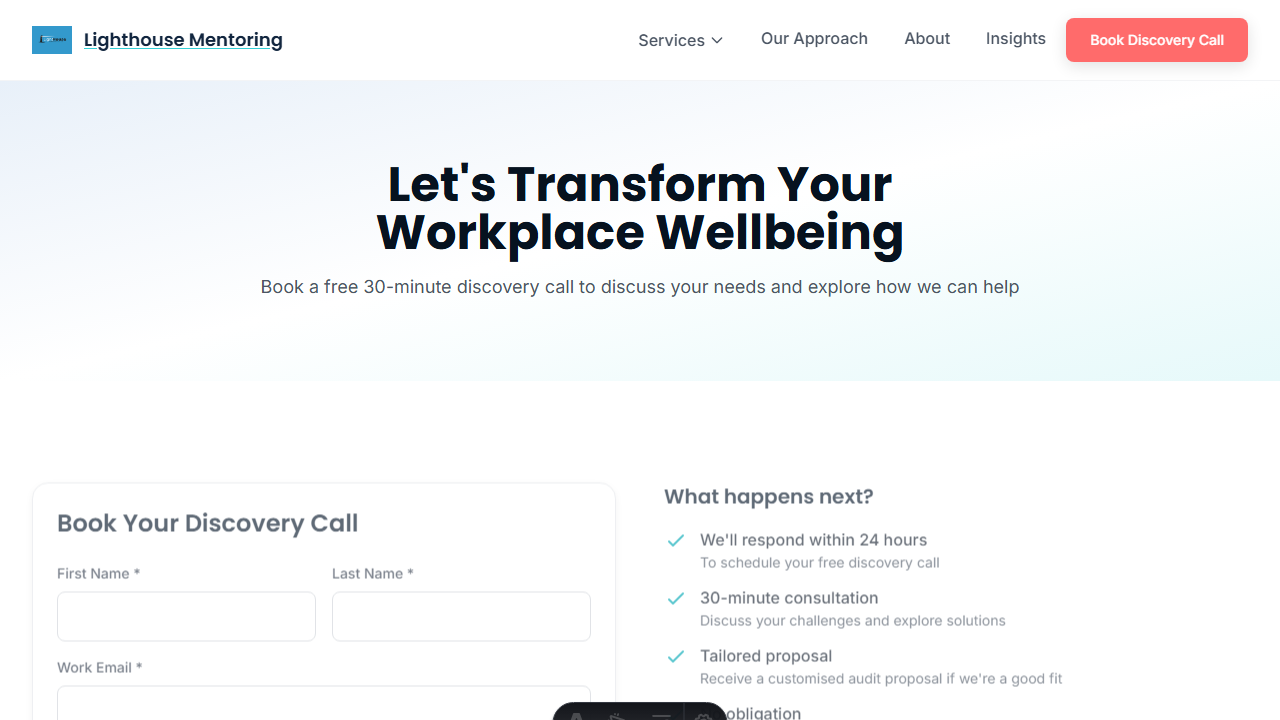 Lighthouse Mentoring
Services
Our Approach
About
Insights
Book Discovery Call
Let's Transform Your
Workplace Wellbeing
Book a free 30-minute discovery call to discuss your needs and explore how we can help
Book Your Discovery Call
First Name *
Last Name *
Work Email *
What happens next?
We'll respond within 24 hours
To schedule your free discovery call
30-minute consultation
Discuss your challenges and explore solutions
Tailored proposal
Receive a customised audit proposal if we're a good fit
obligation